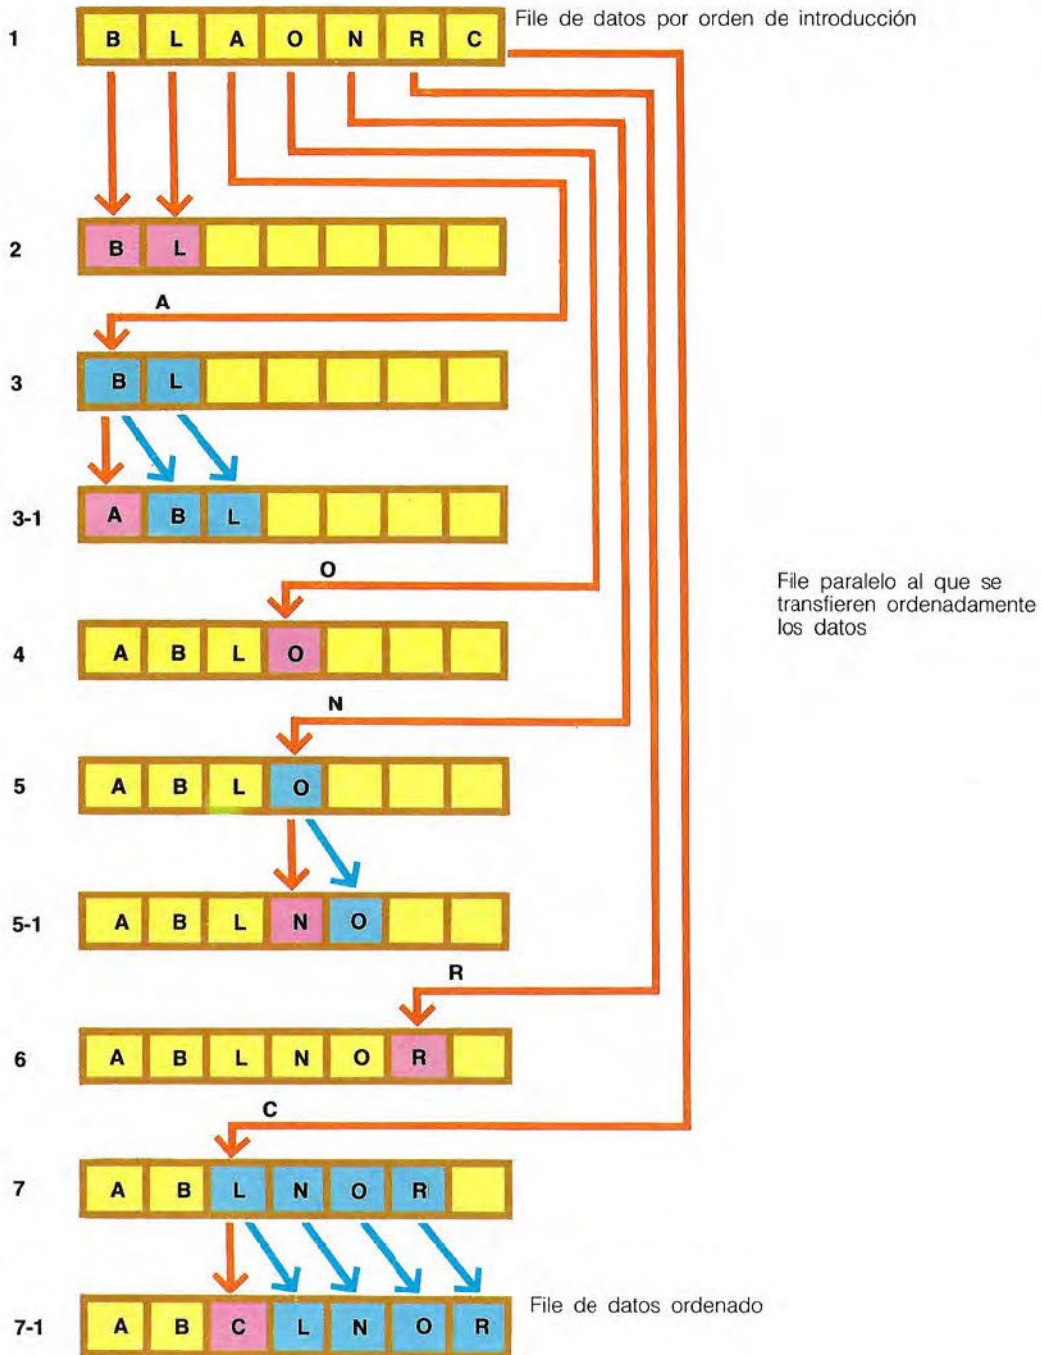 File de datos por orden de introducción
1 B L A O N R C
2 B L
A
3 B L
3-1 A B L
O
File paralelo al que se
transfieren ordenadamente
los datos
4 A B L O
N
5 A B L O
5-1 A B L N O
R
6 A B L N O R
C
7 A B L N O R
File de datos ordenado
7-1 A B C L N O R